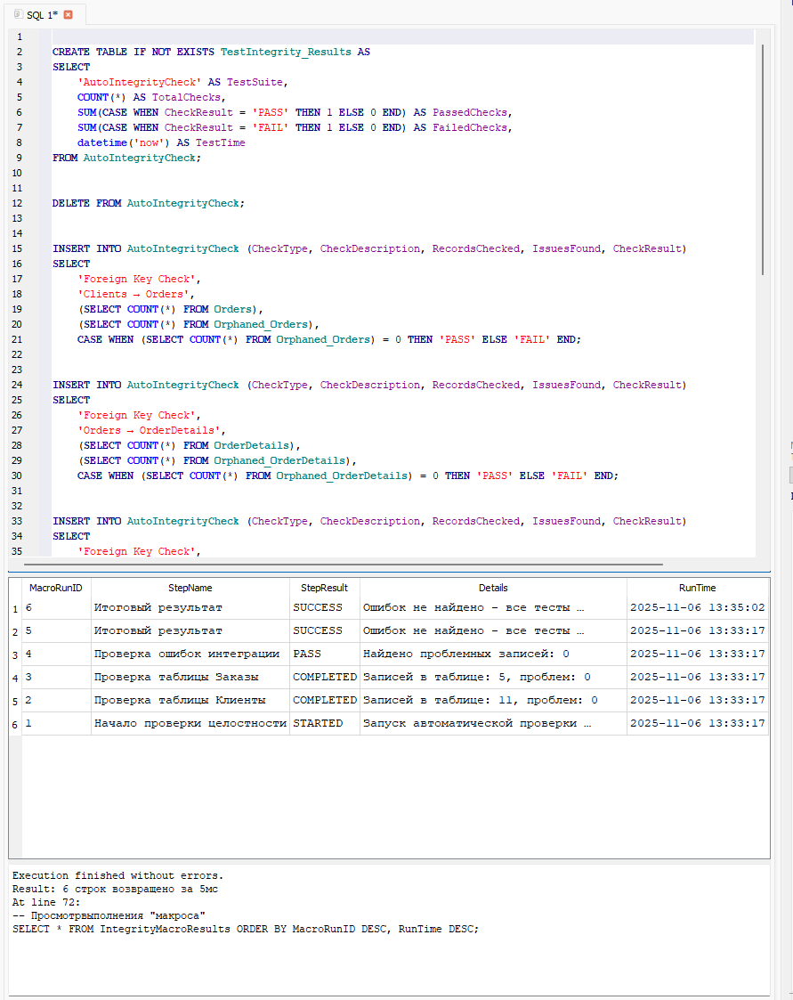 SQL 1*
1
2 CREATE TABLE IF NOT EXISTS TestIntegrity_Results AS
3 SELECT
4 'AutoIntegrityCheck' AS TestSuite,
5 COUNT(*) AS TotalChecks,
6 SUM(CASE WHEN CheckResult = 'PASS' THEN 1 ELSE 0 END) AS PassedChecks,
7 SUM(CASE WHEN CheckResult = 'FAIL' THEN 1 ELSE 0 END) AS FailedChecks,
8 datetime('now') AS TestTime
9 FROM AutoIntegrityCheck;
10
11
12 DELETE FROM AutoIntegrityCheck;
13
14
15 INSERT INTO AutoIntegrityCheck (CheckType, CheckDescription, RecordsChecked, IssuesFound, CheckResult)
16 SELECT
17 'Foreign Key Check',
18 'Clients → Orders',
19 (SELECT COUNT(*) FROM Orders),
20 (SELECT COUNT(*) FROM Orphaned_Orders),
21 CASE WHEN (SELECT COUNT(*) FROM Orphaned_Orders) = 0 THEN 'PASS' ELSE 'FAIL' END;
22
23
24 INSERT INTO AutoIntegrityCheck (CheckType, CheckDescription, RecordsChecked, IssuesFound, CheckResult)
25 SELECT
26 'Foreign Key Check',
27 'Orders → OrderDetails',
28 (SELECT COUNT(*) FROM OrderDetails),
29 (SELECT COUNT(*) FROM Orphaned_OrderDetails),
30 CASE WHEN (SELECT COUNT(*) FROM Orphaned_OrderDetails) = 0 THEN 'PASS' ELSE 'FAIL' END;
31
32
33 INSERT INTO AutoIntegrityCheck (CheckType, CheckDescription, RecordsChecked, IssuesFound, CheckResult)
34 SELECT
35 'Foreign Key Check',
MacroRunID StepName StepResult Details RunTime
1 6 Итоговый результат SUCCESS Ошибок не найдено - все тесты … 2025-11-06 13:35:02
2 5 Итоговый результат SUCCESS Ошибок не найдено - все тесты … 2025-11-06 13:33:17
3 4 Проверка ошибок интеграции PASS Найдено проблемных записей: 0 2025-11-06 13:33:17
4 3 Проверка таблицы Заказы COMPLETED Записей в таблице: 5, проблем: 0 2025-11-06 13:33:17
5 2 Проверка таблицы Клиенты COMPLETED Записей в таблице: 11, проблем: 0 2025-11-06 13:33:17
6 1 Начало проверки целостности STARTED Запуск автоматической проверки … 2025-11-06 13:33:17
Execution finished without errors.
Result: 6 строк возвращено за 5мс
At line 72:
-- Просмотрвыполнения "макроса"
SELECT * FROM IntegrityMacroResults ORDER BY MacroRunID DESC, RunTime DESC;